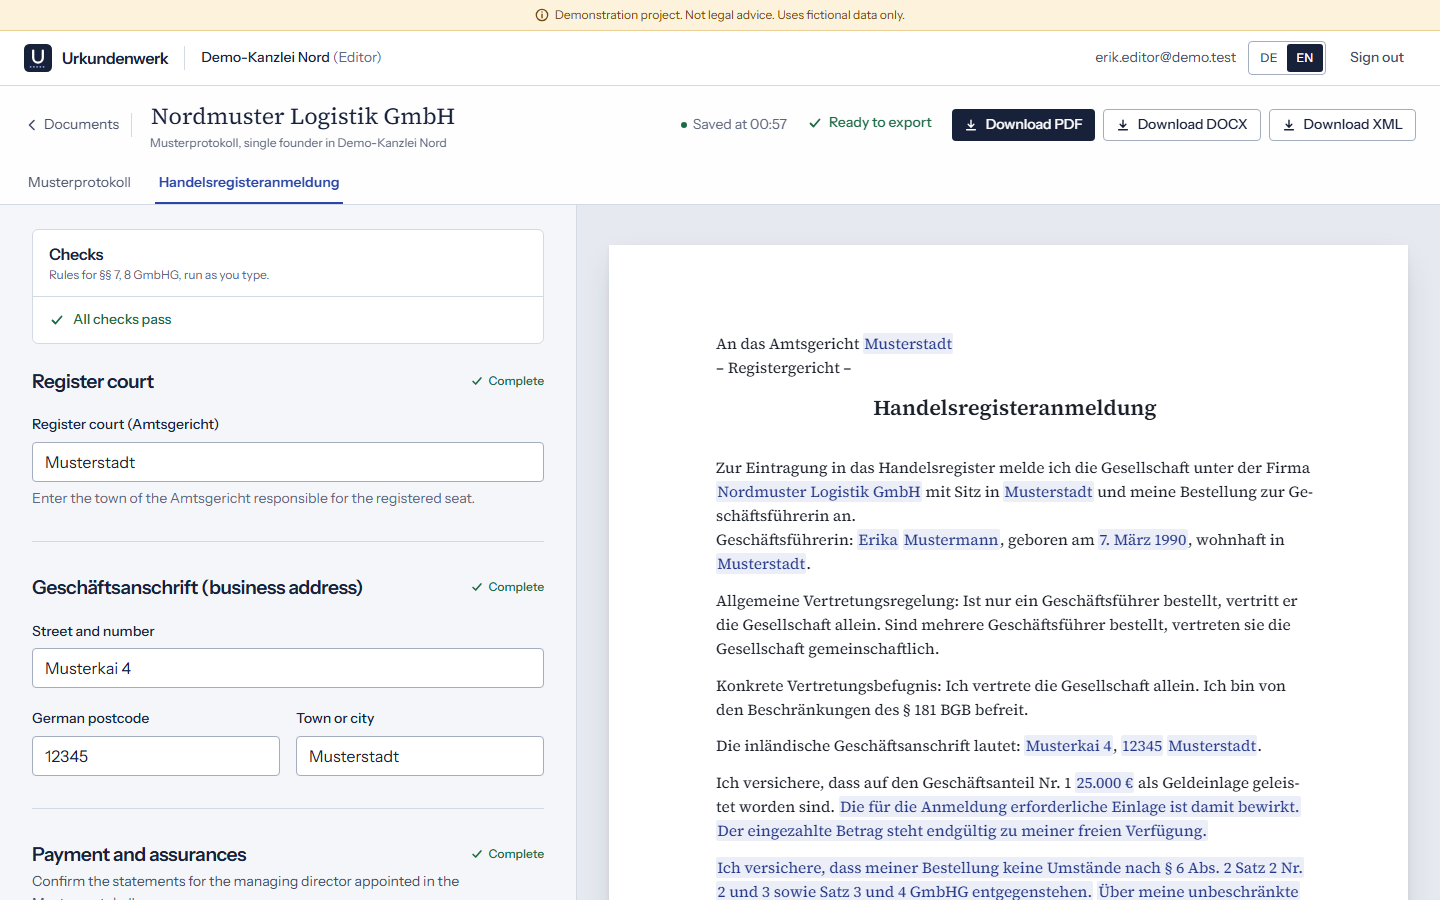 Demonstration project. Not legal advice. Uses fictional data only.
U Urkundenwerk Demo-Kanzlei Nord (Editor) erik.editor@demo.test DE EN Sign out
Documents Nordmuster Logistik GmbH Saved at 00:57 Ready to export Download PDF Download DOCX Download XML
Musterprotokoll, single founder in Demo-Kanzlei Nord
Musterprotokoll Handelsregisteranmeldung
Checks
Rules for §§ 7, 8 GmbHG, run as you type.
All checks pass
Register court Complete
Register court (Amtsgericht)
Musterstadt
Enter the town of the Amtsgericht responsible for the registered seat.
Geschäftsanschrift (business address) Complete
Street and number
Musterkai 4
German postcode Town or city
12345 Musterstadt
Payment and assurances Complete
Confirm the statements for the managing director appointed in the
An das Amtsgericht Musterstadt
– Registergericht –
Handelsregisteranmeldung
Zur Eintragung in das Handelsregister melde ich die Gesellschaft unter der Firma
Nordmuster Logistik GmbH mit Sitz in Musterstadt und meine Bestellung zur Ge-
schäftsführerin an.
Geschäftsführerin: Erika Mustermann, geboren am 7. März 1990, wohnhaft in
Musterstadt.
Allgemeine Vertretungsregelung: Ist nur ein Geschäftsführer bestellt, vertritt er
die Gesellschaft allein. Sind mehrere Geschäftsführer bestellt, vertreten sie die
Gesellschaft gemeinschaftlich.
Konkrete Vertretungsbefugnis: Ich vertrete die Gesellschaft allein. Ich bin von
den Beschränkungen des § 181 BGB befreit.
Die inländische Geschäftsanschrift lautet: Musterkai 4, 12345 Musterstadt.
Ich versichere, dass auf den Geschäftsanteil Nr. 1 25.000 € als Geldeinlage geleis-
tet worden sind. Die für die Anmeldung erforderliche Einlage ist damit bewirkt.
Der eingezahlte Betrag steht endgültig zu meiner freien Verfügung.
Ich versichere, dass meiner Bestellung keine Umstände nach § 6 Abs. 2 Satz 2 Nr.
2 und 3 sowie Satz 3 und 4 GmbHG entgegenstehen. Über meine unbeschränkte